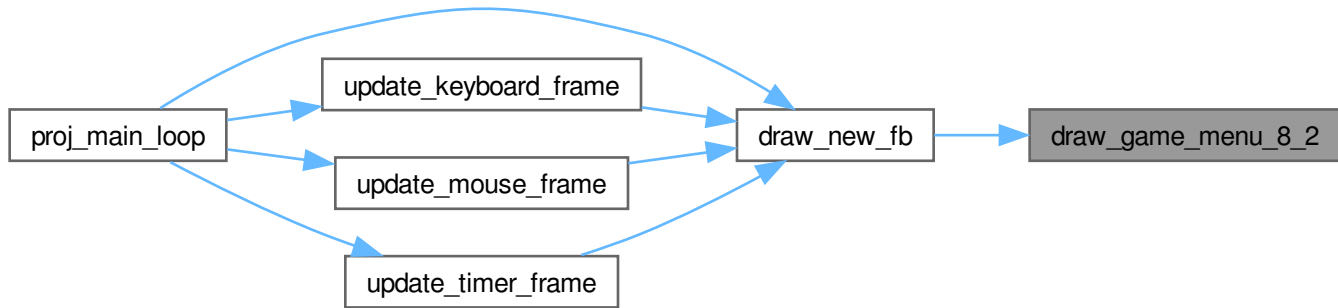 proj_main_loop
update_keyboard_frame
update_mouse_frame
update_timer_frame
draw_new_fb
draw_game_menu_8_2